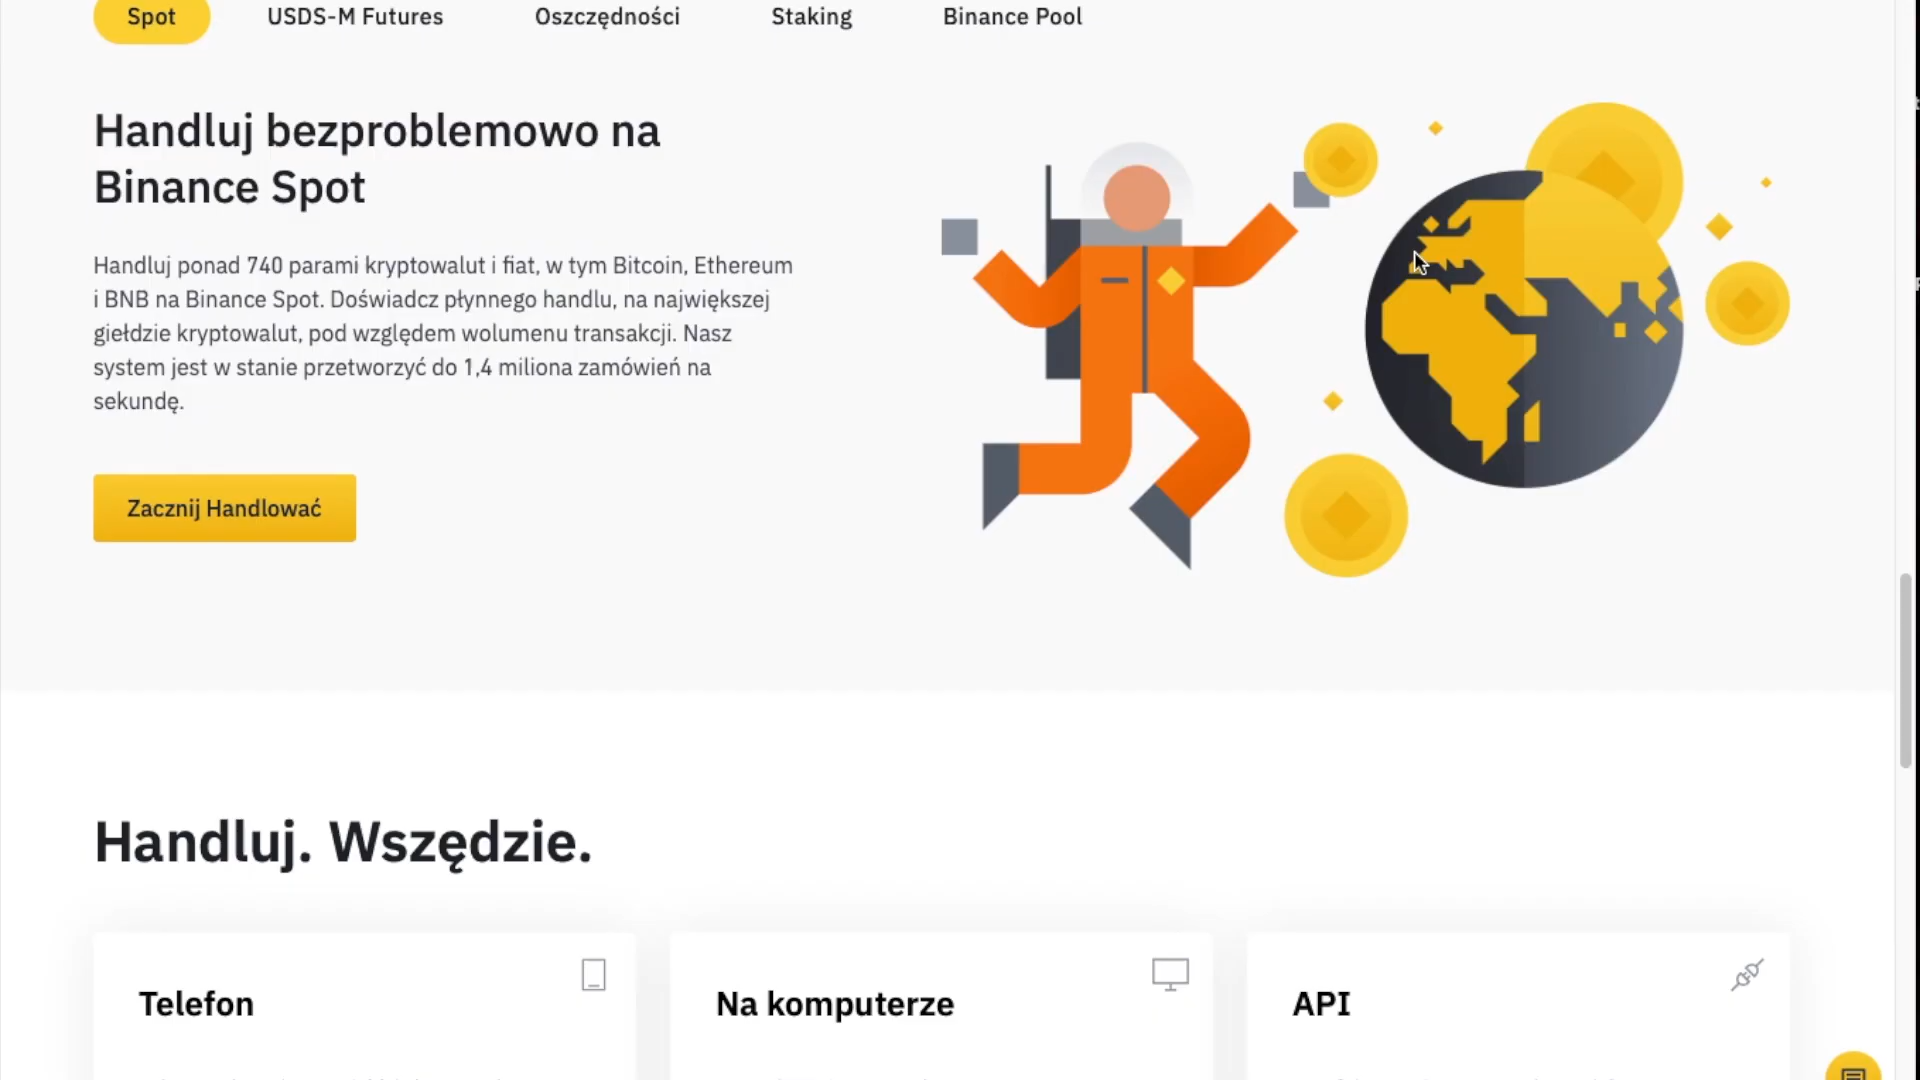 Spot
USDS-M Futures
Oszczędności
Staking
Binance Pool
Handluj bezproblemowo na
Binance Spot
Handluj ponad 740 parami kryptowalut i fiat, w tym Bitcoin, Ethereum
i BNB na Binance Spot. Doświadcz płynnego handlu, na największej
giełdzie kryptowalut, pod względem wolumenu transakcji. Nasz
system jest w stanie przetworzyć do 1,4 miliona zamówień na
sekundę.
Zacznij Handlować
Handluj. Wszędzie.
Telefon
Na komputerze
API